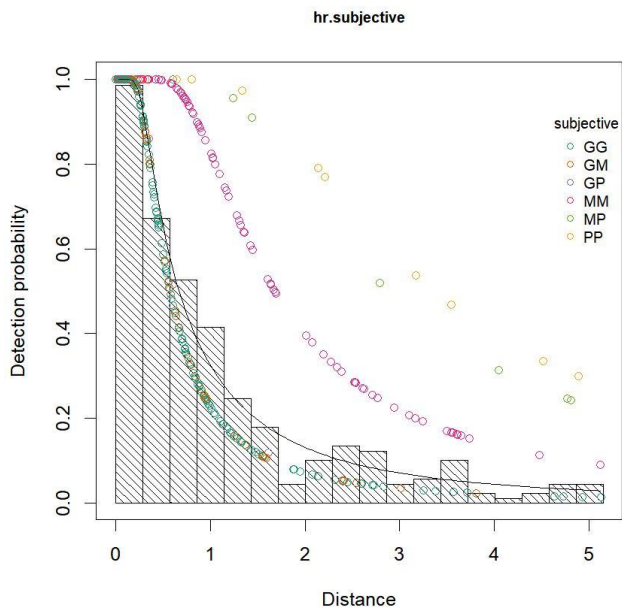 hr.subjective
Detection probability
1.0
0.8
0.6
0.4
0.2
0.0
subjective
GG
GM
GP
MM
MP
PP
0 1 2 3 4 5
Distance